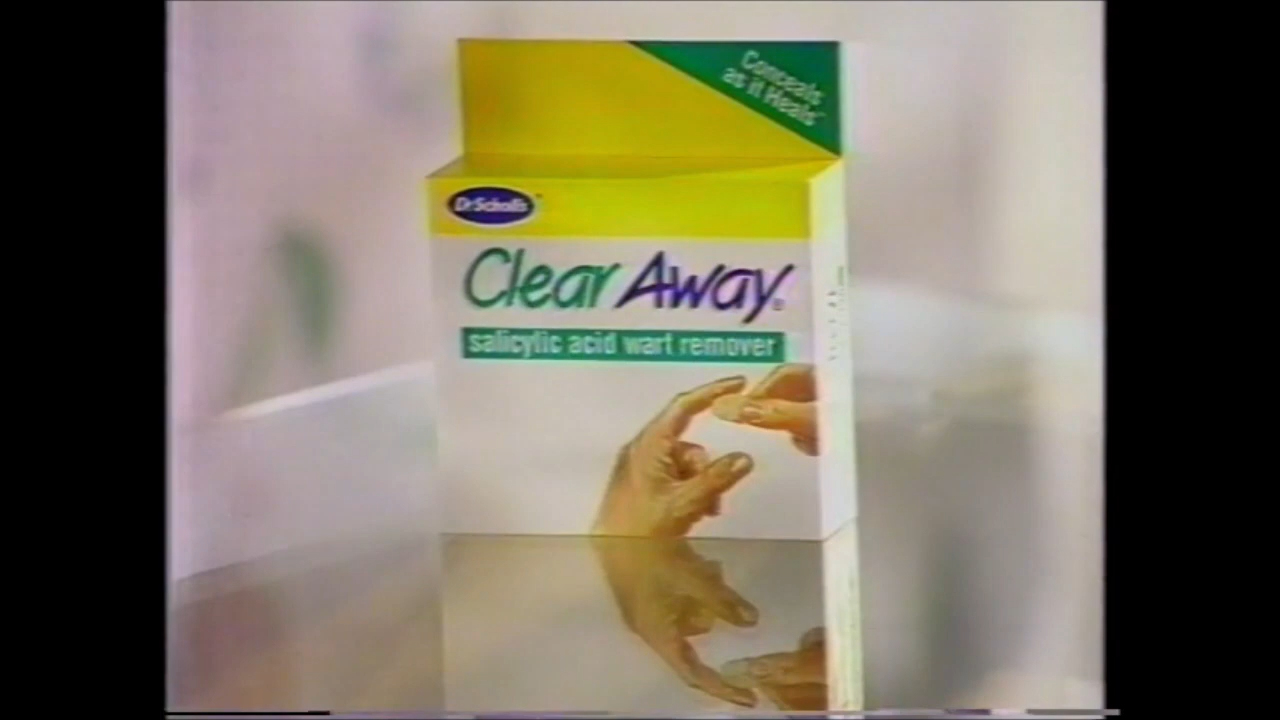 Conceals
as it Heals
Dr Scholl's
Clear Away®
salicylic acid wart remover